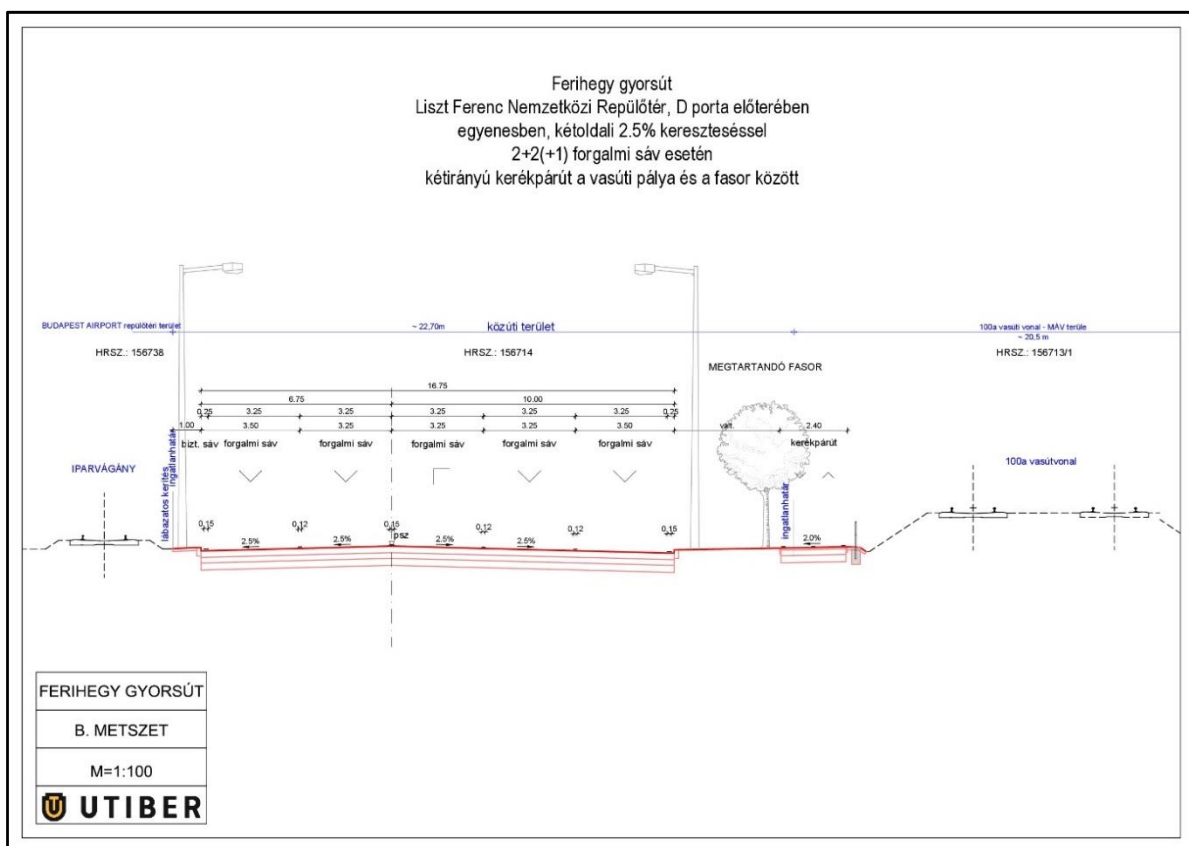 Ferihegy gyorsút
Liszt Ferenc Nemzetközi Repülőtér, D porta előterében
egyenesben, kétoldali 2.5% kereszteséssel
2+2(+1) forgalmi sáv esetén
kétirányú kerékpárút a vasúti pálya és a fasor között
BUDAPEST AIRPORT repülőtéri terület
~ 22,70m
közúti terület
100a vasúti vonal - MÁV terüle
~ 20,5 m
HRSZ.: 156738
HRSZ.: 156714
HRSZ.: 156713/1
MEGTARTANDÓ FASOR
16.75
6.75
10.00
0.25 3.25 3.25 3.25 3.25 3.25 0.25
1.00 3.50 3.25 3.25 3.25 3.50 vált. 2.40
bizt. sáv forgalmi sáv forgalmi sáv forgalmi sáv forgalmi sáv forgalmi sáv kerékpárút
IPARVÁGÁNY
lábazatos kerítés
ingatlanhatár
ingatlanhatár
100a vasútvonal
0,15 0,12 0,15 0,12 0,12 0,15
psz
2.5% 2.5% 2.5% 2.5% 2.0%
FERIHEGY GYORSÚT
B. METSZET
M=1:100
UTIBER